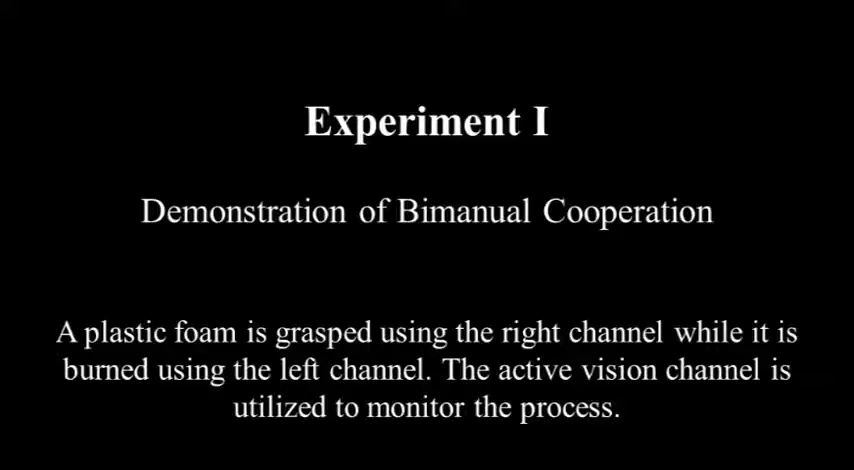 Experiment I
Demonstration of Bimanual Cooperation
A plastic foam is grasped using the right channel while it is
burned using the left channel. The active vision channel is
utilized to monitor the process.